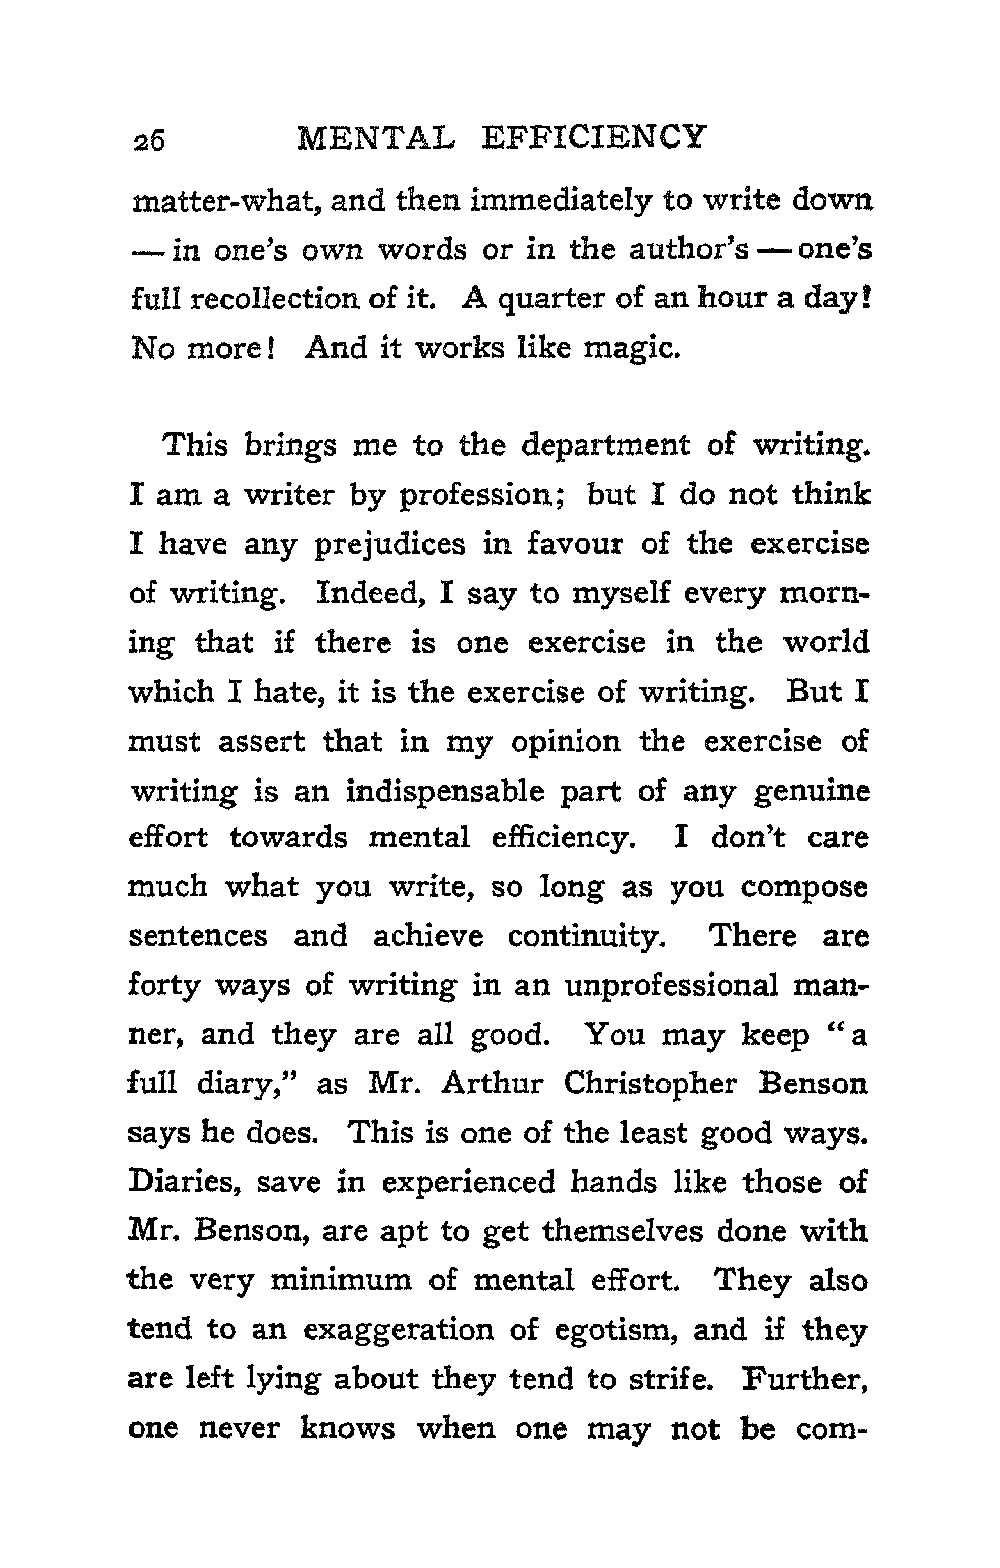 26 MENTAL EFFICIENCY
matter-what, and then immediately to write down
— in one's own words or in the author's — one's
full recollection of it. A quarter of an hour a day!
No more! And it works like magic.
This brings me to the department of writing.
I am a writer by profession; but I do not think
I have any prejudices in favour of the exercise
of writing. Indeed, I say to myself every morn-
ing that if there is one exercise in the world
which I hate, it is the exercise of writing. But I
must assert that in my opinion the exercise of
writing is an indispensable part of any genuine
effort towards mental efficiency. I don't care
much what you write, so long as you compose
sentences and achieve continuity. There are
forty ways of writing in an unprofessional man-
ner, and they are all good. You may keep “a
full diary,” as Mr. Arthur Christopher Benson
says he does. This is one of the least good ways.
Diaries, save in experienced hands like those of
Mr. Benson, are apt to get themselves done with
the very minimum of mental effort. They also
tend to an exaggeration of egotism, and if they
are left lying about they tend to strife. Further,
one never knows when one may not be com-